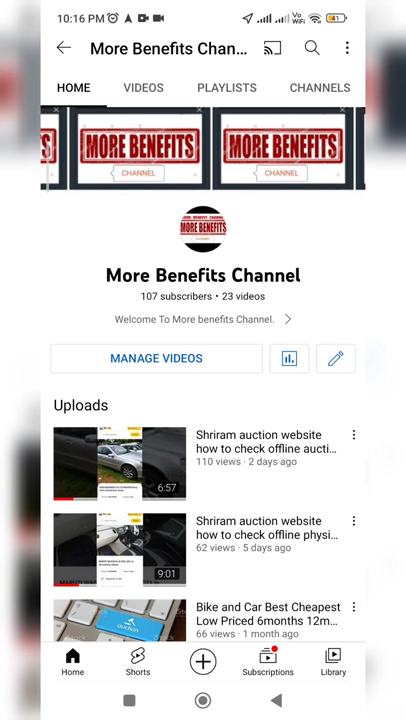 10:16 PM
Vo
WiFi
41
More Benefits Chan...
HOME
VIDEOS
PLAYLISTS
CHANNELS
MORE BENEFITS
CHANNEL
MORE BENEFITS
CHANNEL
MORE BENEFITS
More Benefits Channel
107 subscribers • 23 videos
Welcome To More benefits Channel.
MANAGE VIDEOS
Uploads
Shriram auction website
how to check offline aucti...
110 views · 2 days ago
6:57
Shriram auction website
how to check offline physi...
62 views · 5 days ago
9:01
Bike and Car Best Cheapest
Low Priced 6months 12m...
66 views · 1 month ago
auction
Home
Shorts
Subscriptions
Library